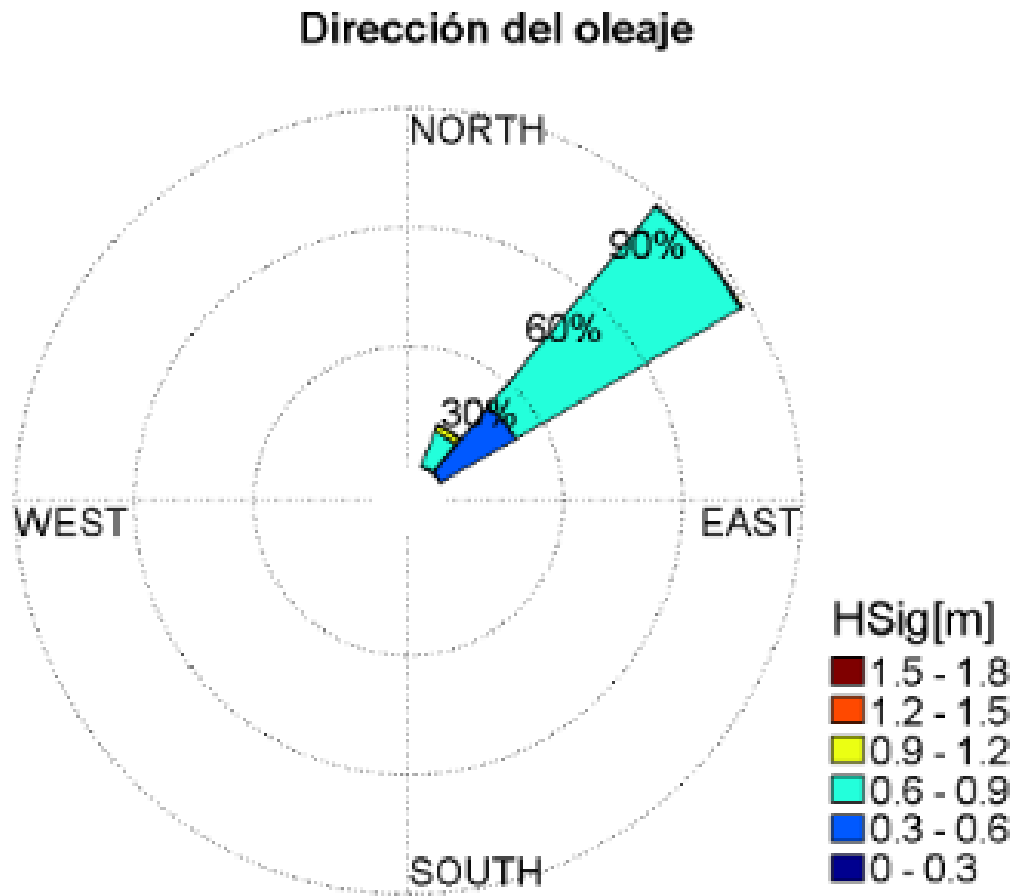 Dirección del oleaje
NORTH
90%
60%
30%
WEST
EAST
SOUTH
HSig[m]
1.5 - 1.8
1.2 - 1.5
0.9 - 1.2
0.6 - 0.9
0.3 - 0.6
0 - 0.3